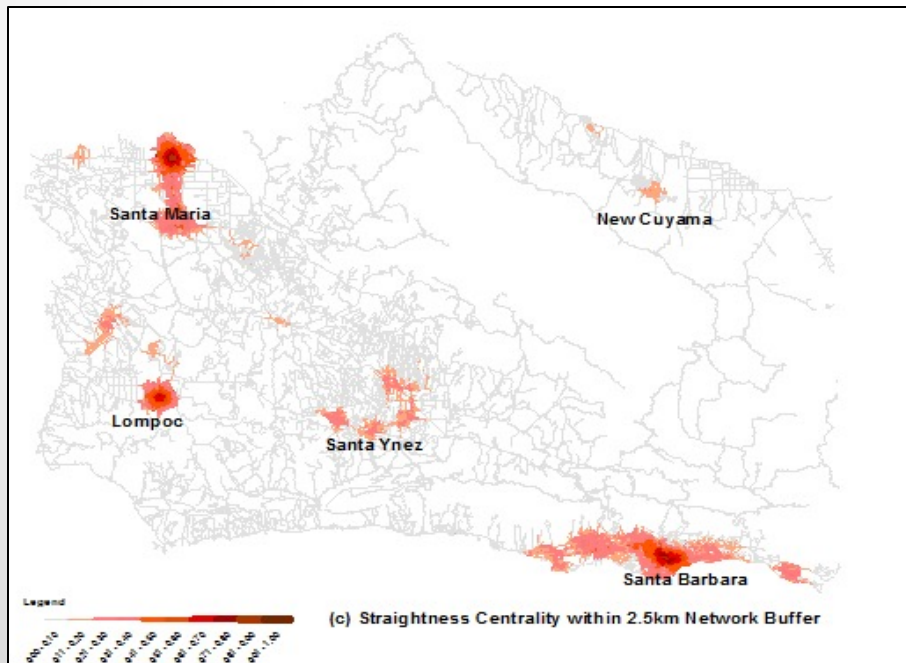 Santa Maria
New Cuyama
Lompoc
Santa Ynez
Santa Barbara
Legend
(c) Straightness Centrality within 2.5km Network Buffer